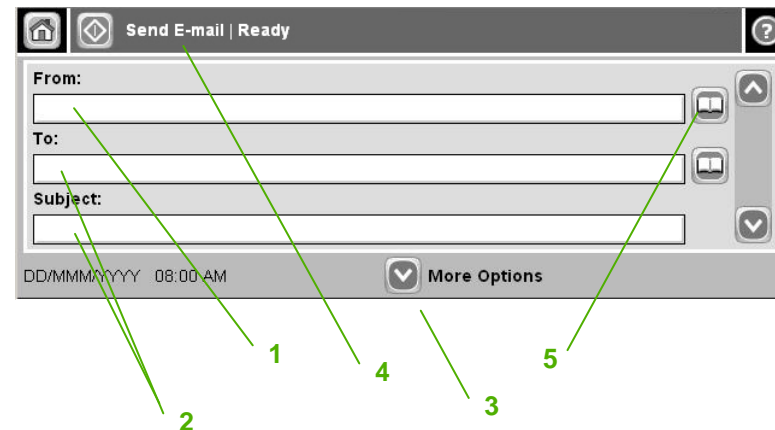 Send E-mail | Ready
?
From:
To:
Subject:
DD/MMM/YYYY 08:00 AM
More Options
1
4
5
3
2